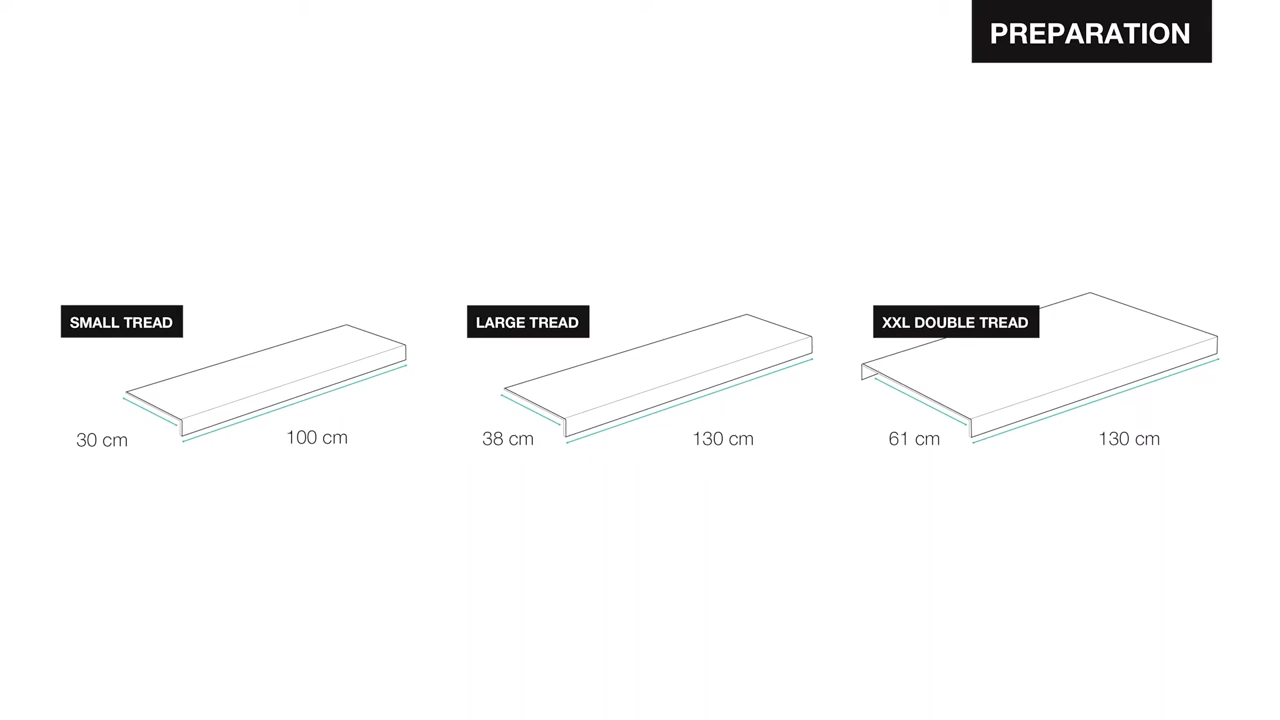 PREPARATION
SMALL TREAD
30 cm
100 cm
LARGE TREAD
38 cm
130 cm
XXL DOUBLE TREAD
61 cm
130 cm